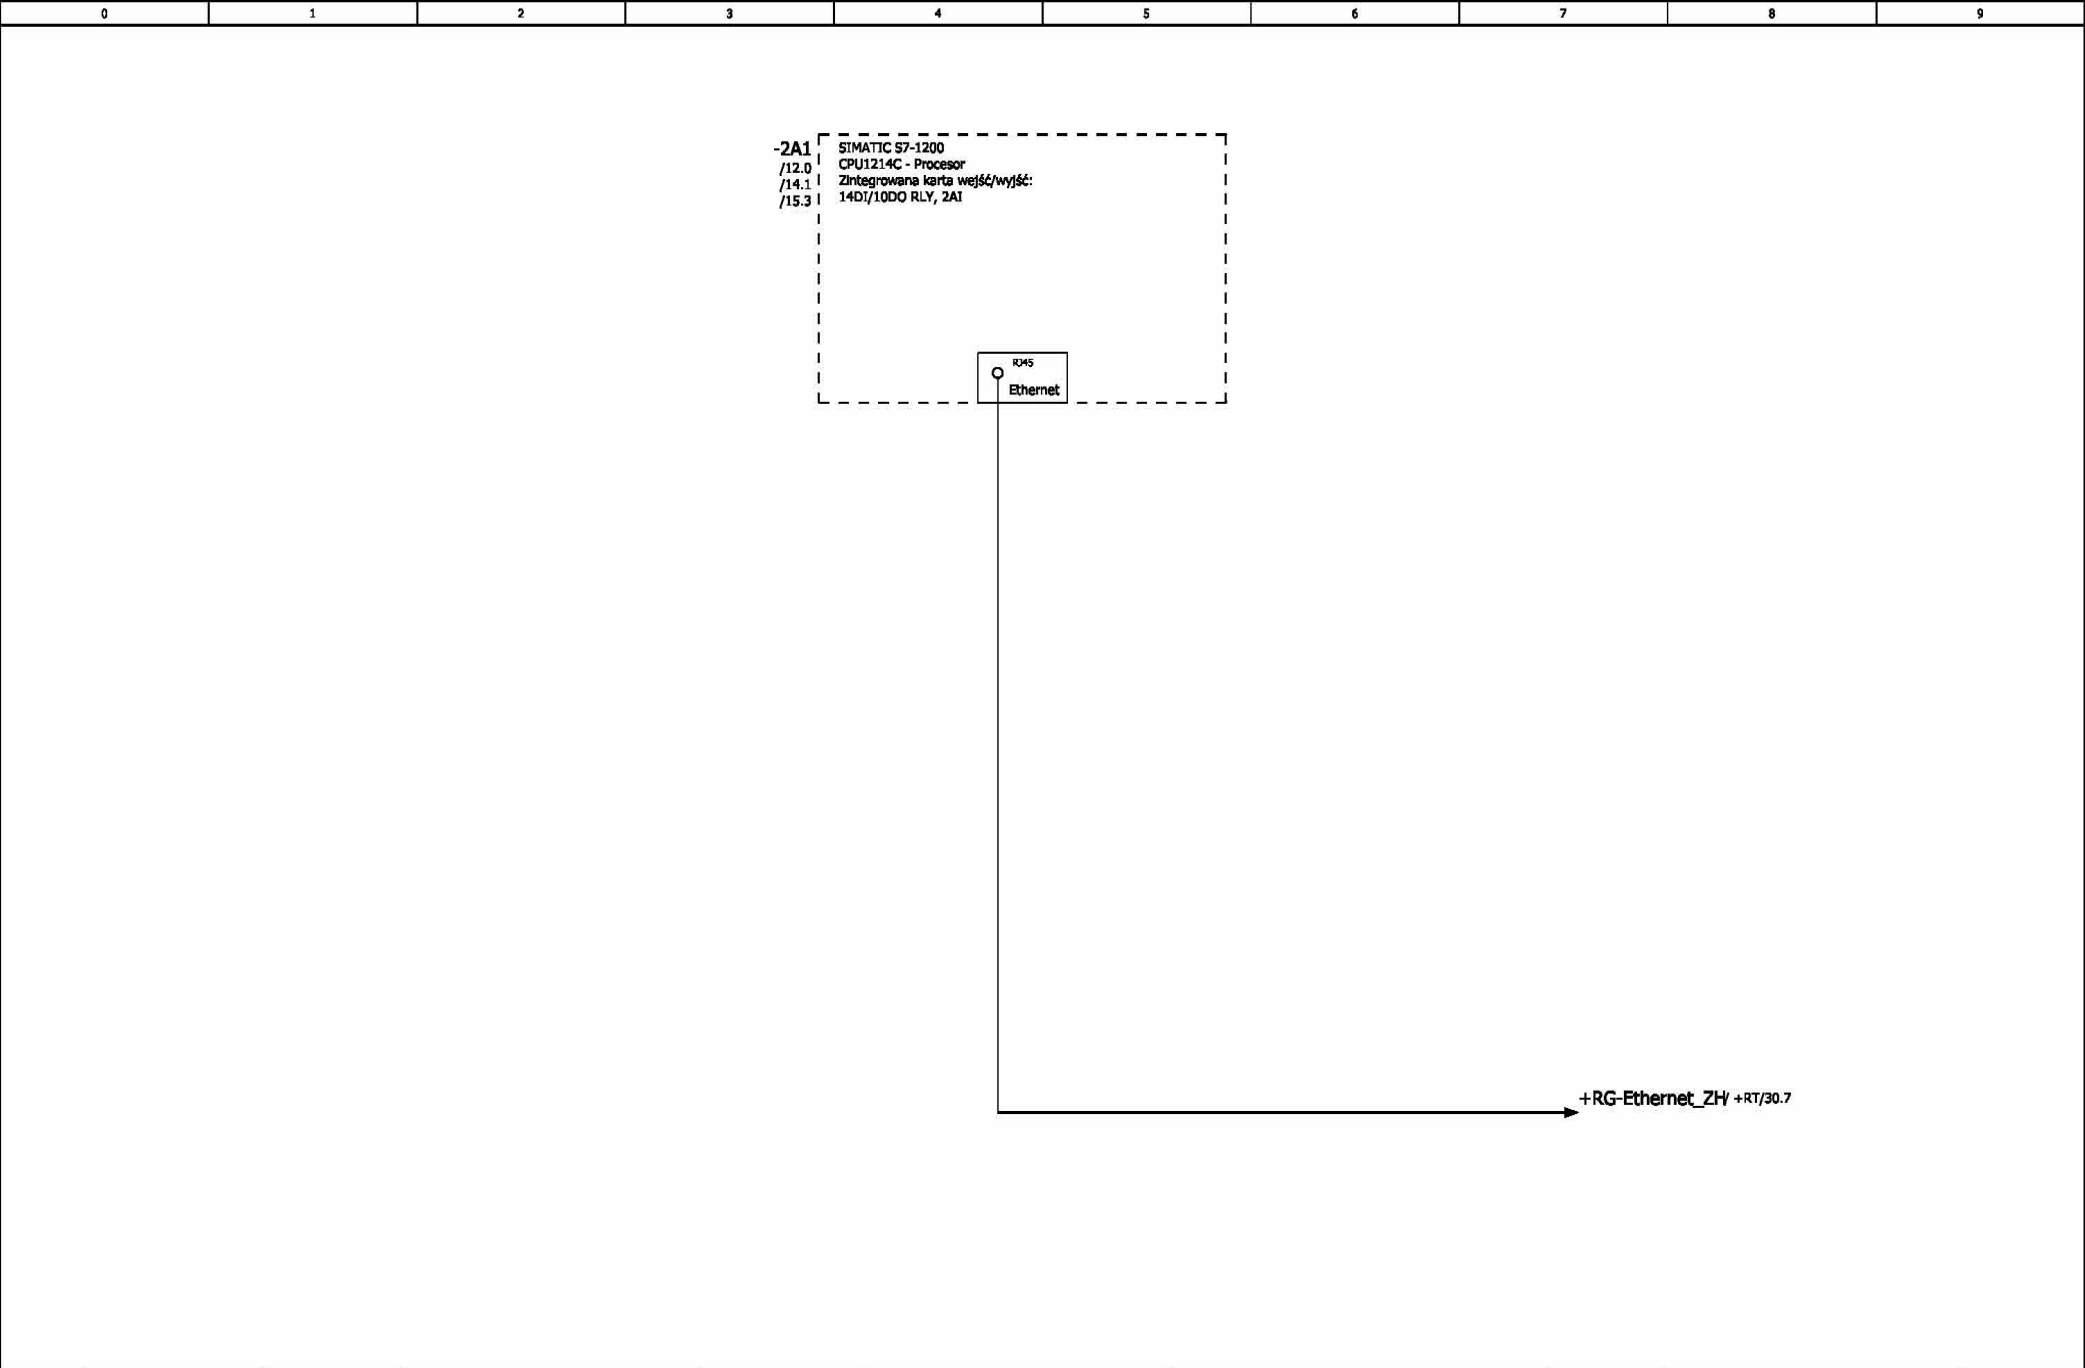 0 1 2 3 4 5 6 7 8 9
-2A1
/12.0
/14.1
/15.3
SIMATIC S7-1200
CPU1214C - Procesor
Zintegrowana karta wejść/wyjść:
14DI/10DO RLY, 2AI
RJ45
Ethernet
+RG-Ethernet_ZH/ +RT/30.7